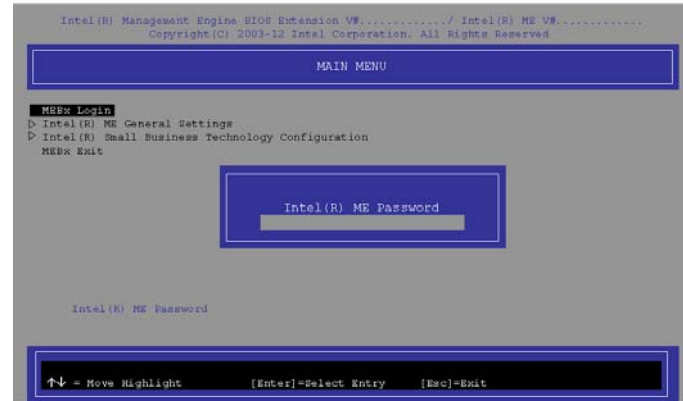 Intel(R) Management Engine BIOS Extension V#............./ Intel(R) ME V#.............
Copyright(C) 2003-12 Intel Corporation. All Rights Reserved
MAIN MENU
MEBx Login
▷ Intel(R) ME General Settings
▷ Intel(R) Small Business Technology Configuration
MEBx Exit
Intel(R) ME Password
Intel(R) ME Password
↑↓ = Move Highlight [Enter]=Select Entry [Esc]=Exit